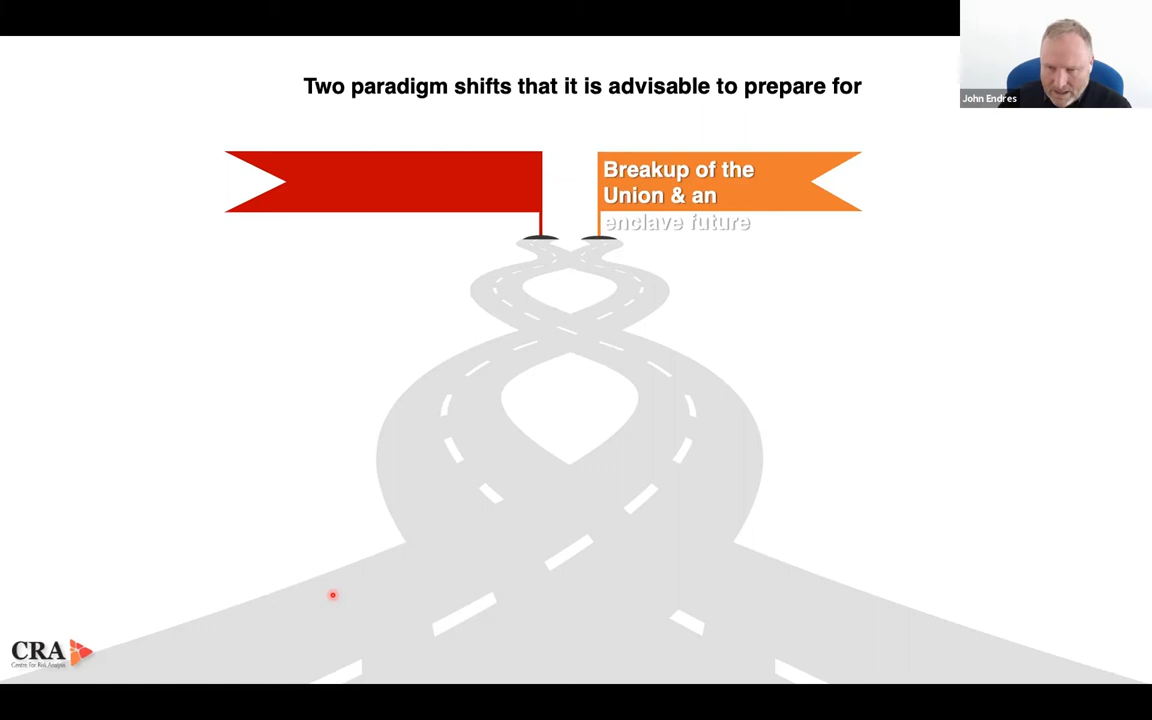 Two paradigm shifts that it is advisable to prepare for
John Endres
Breakup of the
Union & an
enclave future
CRA
Centre For Risk Analysis